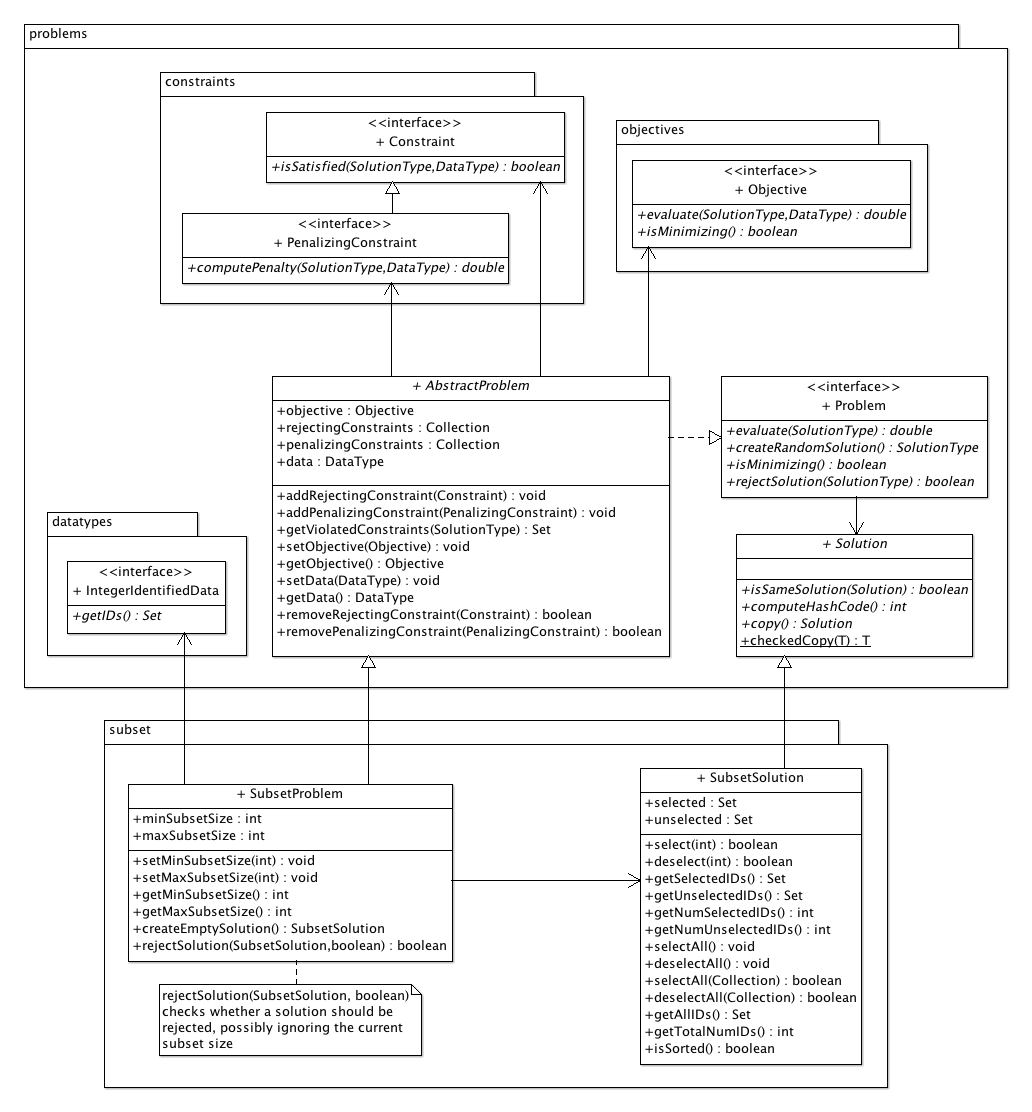 problems
constraints
<<interface>>
+ Constraint
+isSatisfied(SolutionType,DataType) : boolean
<<interface>>
+ PenalizingConstraint
+computePenalty(SolutionType,DataType) : double
objectives
<<interface>>
+ Objective
+evaluate(SolutionType,DataType) : double
+isMinimizing() : boolean
+ AbstractProblem
+objective : Objective
+rejectingConstraints : Collection
+penalizingConstraints : Collection
+data : DataType
+addRejectingConstraint(Constraint) : void
+addPenalizingConstraint(PenalizingConstraint) : void
+getViolatedConstraints(SolutionType) : Set
+setObjective(Objective) : void
+getObjective() : Objective
+setData(DataType) : void
+getData() : DataType
+removeRejectingConstraint(Constraint) : boolean
+removePenalizingConstraint(PenalizingConstraint) : boolean
<<interface>>
+ Problem
+evaluate(SolutionType) : double
+createRandomSolution() : SolutionType
+isMinimizing() : boolean
+rejectSolution(SolutionType) : boolean
datatypes
<<interface>>
+ IntegerIdentifiedData
+getIDs() : Set
+ Solution
+isSameSolution(Solution) : boolean
+computeHashCode() : int
+copy() : Solution
+checkedCopy(T) : T
subset
+ SubsetProblem
+minSubsetSize : int
+maxSubsetSize : int
+setMinSubsetSize(int) : void
+setMaxSubsetSize(int) : void
+getMinSubsetSize() : int
+getMaxSubsetSize() : int
+createEmptySolution() : SubsetSolution
+rejectSolution(SubsetSolution,boolean) : boolean
rejectSolution(SubsetSolution, boolean)
checks whether a solution should be
rejected, possibly ignoring the current
subset size
+ SubsetSolution
+selected : Set
+unselected : Set
+select(int) : boolean
+deselect(int) : boolean
+getSelectedIDs() : Set
+getUnselectedIDs() : Set
+getNumSelectedIDs() : int
+getNumUnselectedIDs() : int
+selectAll() : void
+deselectAll() : void
+selectAll(Collection) : boolean
+deselectAll(Collection) : boolean
+getAllIDs() : Set
+getTotalNumIDs() : int
+isSorted() : boolean